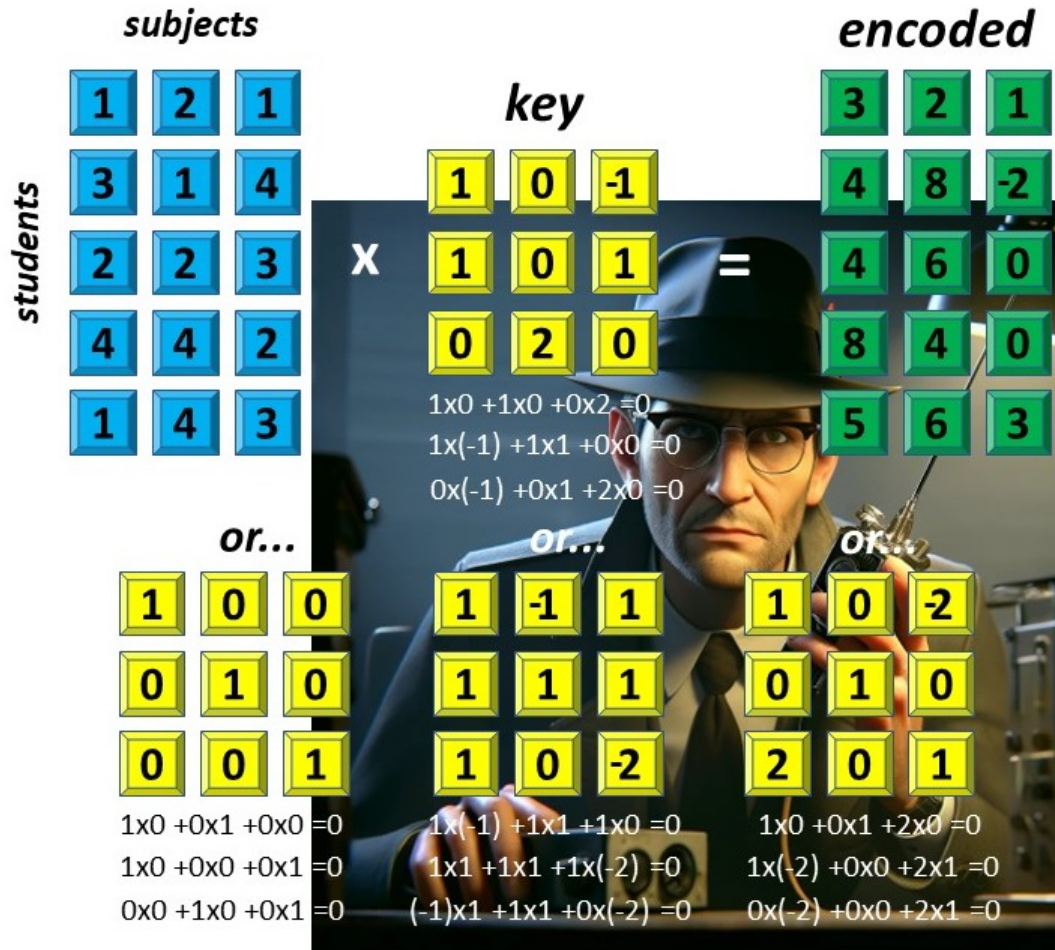 subjects
encoded
students
key
1 2 1
3 1 4
2 2 3
4 4 2
1 4 3
x
1 0 -1
1 0 1
0 2 0
=
3 2 1
4 8 -2
4 6 0
8 4 0
5 6 3
1x0 +1x0 +0x2 =0
1x(-1) +1x1 +0x0 =0
0x(-1) +0x1 +2x0 =0
or...
or...
or...
1 0 0
0 1 0
0 0 1
1x0 +0x1 +0x0 =0
1x0 +0x0 +0x1 =0
0x0 +1x0 +0x1 =0
1 -1 1
1 1 1
1 0 -2
1x(-1) +1x1 +1x0 =0
1x1 +1x1 +1x(-2) =0
(-1)x1 +1x1 +0x(-2) =0
1 0 -2
0 1 0
2 0 1
1x0 +0x1 +2x0 =0
1x(-2) +0x0 +2x1 =0
0x(-2) +0x0 +2x1 =0